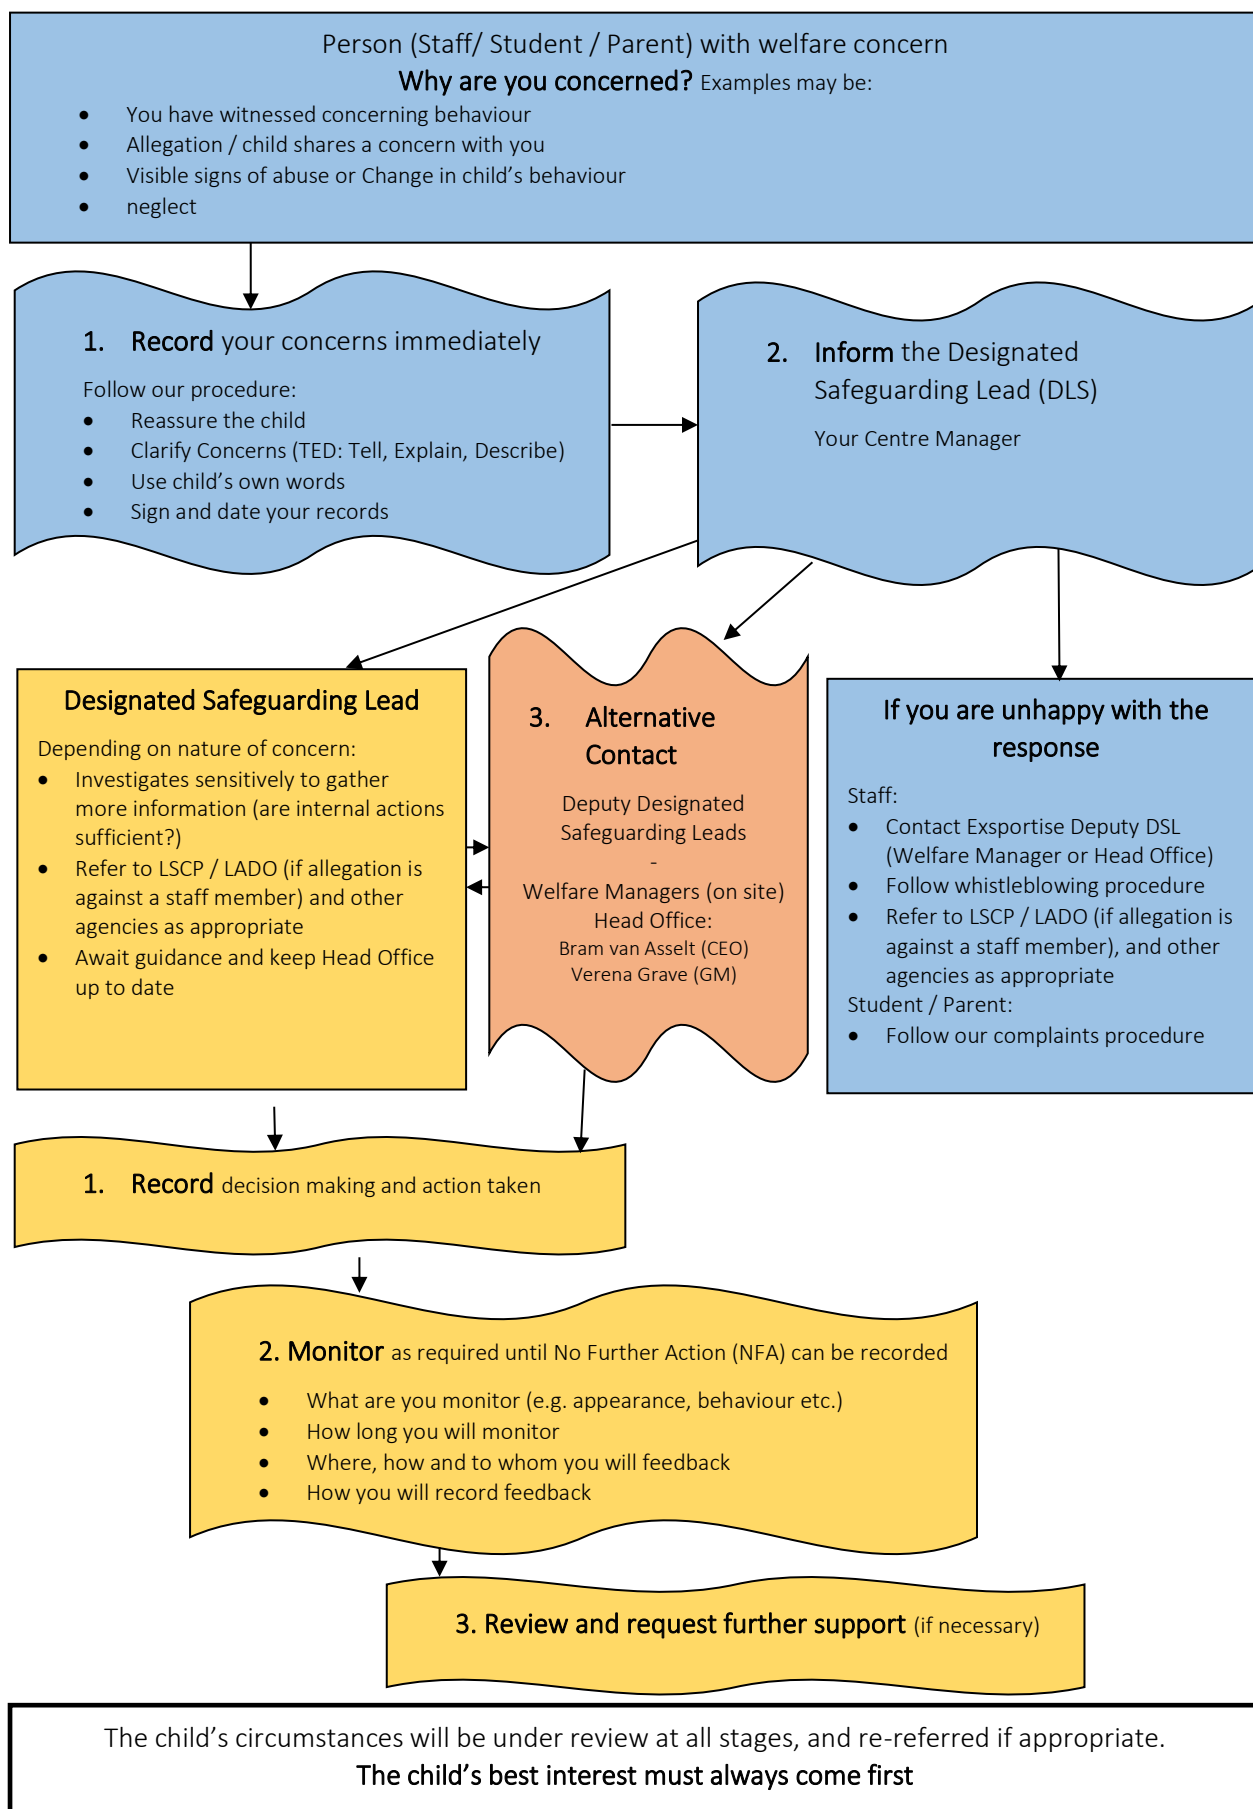 Person (Staff/ Student / Parent) with welfare concern
Why are you concerned? Examples may be:
• You have witnessed concerning behaviour
• Allegation / child shares a concern with you
• Visible signs of abuse or Change in child’s behaviour
• neglect
1. Record your concerns immediately
Follow our procedure:
• Reassure the child
• Clarify Concerns (TED: Tell, Explain, Describe)
• Use child’s own words
• Sign and date your records
2. Inform the Designated
Safeguarding Lead (DLS)
Your Centre Manager
Designated Safeguarding Lead
Depending on nature of concern:
• Investigates sensitively to gather
more information (are internal actions
sufficient?)
• Refer to LSCP / LADO (if allegation is
against a staff member) and other
agencies as appropriate
• Await guidance and keep Head Office
up to date
3. Alternative
Contact
Deputy Designated
Safeguarding Leads
-
Welfare Managers (on site)
Head Office:
Bram van Asselt (CEO)
Verena Grave (GM)
If you are unhappy with the
response
Staff:
• Contact Exsportise Deputy DSL
(Welfare Manager or Head Office)
• Follow whistleblowing procedure
• Refer to LSCP / LADO (if allegation is
against a staff member), and other
agencies as appropriate
Student / Parent:
• Follow our complaints procedure
1. Record decision making and action taken
2. Monitor as required until No Further Action (NFA) can be recorded
• What are you monitor (e.g. appearance, behaviour etc.)
• How long you will monitor
• Where, how and to whom you will feedback
• How you will record feedback
3. Review and request further support (if necessary)
The child’s circumstances will be under review at all stages, and re-referred if appropriate.
The child’s best interest must always come first